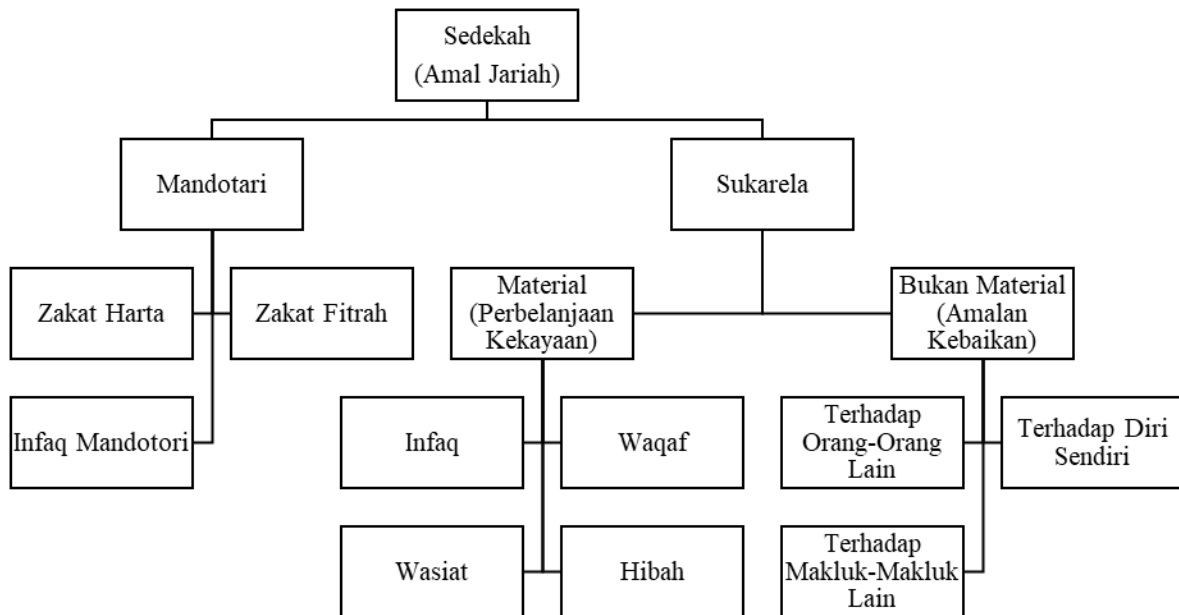 Sedekah
(Amal Jariah)
Mandotari
Sukarela
Zakat Harta
Zakat Fitrah
Material
(Perbelanjaan
Kekayaan)
Bukan Material
(Amalan
Kebaikan)
Infaq Mandotori
Infaq
Waqaf
Terhadap
Orang-Orang
Lain
Terhadap Diri
Sendiri
Wasiat
Hibah
Terhadap
Makluk-Makluk
Lain